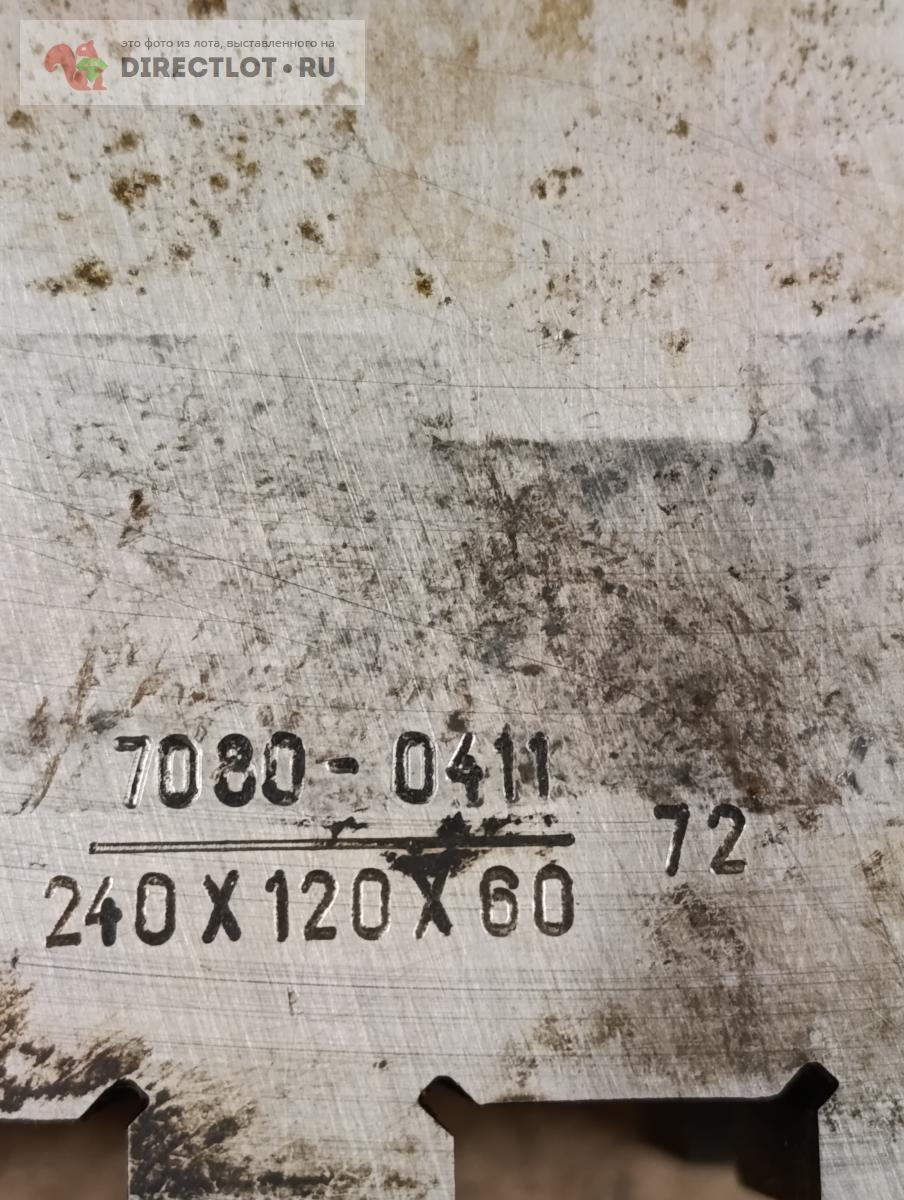 это фото из лота, выставленного на
DIRECTLOT•RU
7080-0411
72
240X120X60